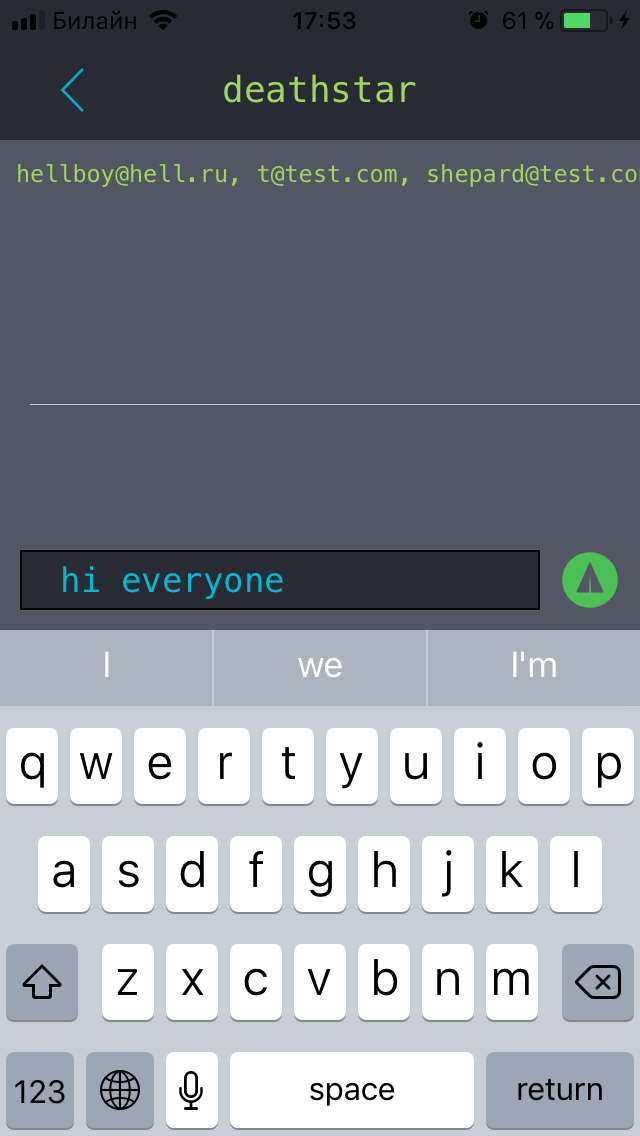 Билайн 17:53 61 %
deathstar
hellboy@hell.ru, t@test.com, shepard@test.co
hi everyone
I we I'm
q w e r t y u i o p
a s d f g h j k l
z x c v b n m
123 space return